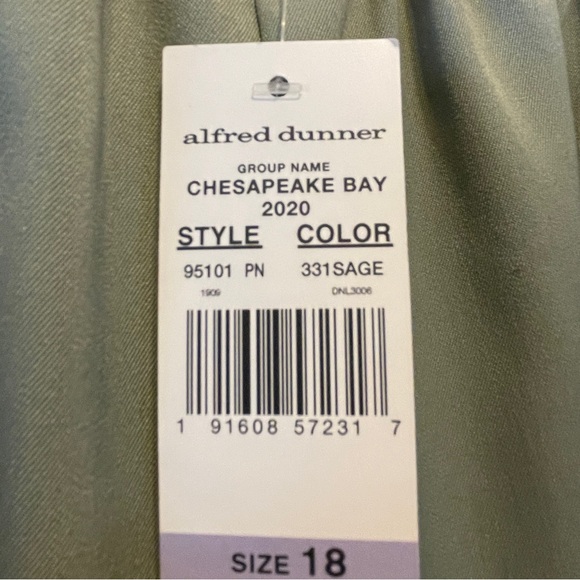 alfred dunner
GROUP NAME
CHESAPEAKE BAY
2020
STYLE COLOR
95101 PN 331SAGE
1909 DNL3006
1 91608 57231 7
SIZE 18